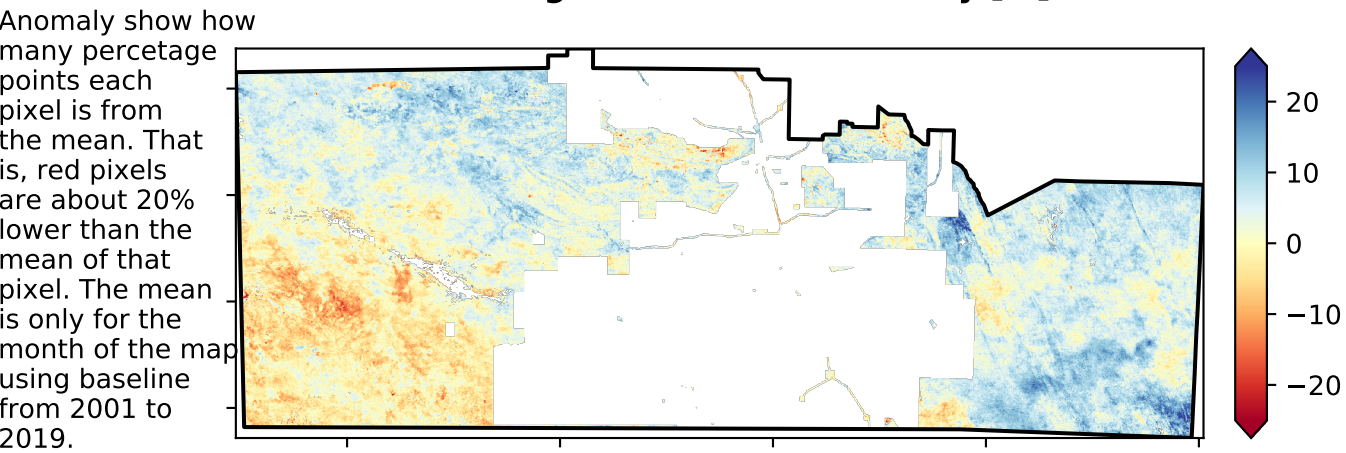 Anomaly show how
many percetage
points each
pixel is from
the mean. That
is, red pixels
are about 20%
lower than the
mean of that
pixel. The mean
is only for the
month of the map
using baseline
from 2001 to
2019.
20
10
0
−10
−20